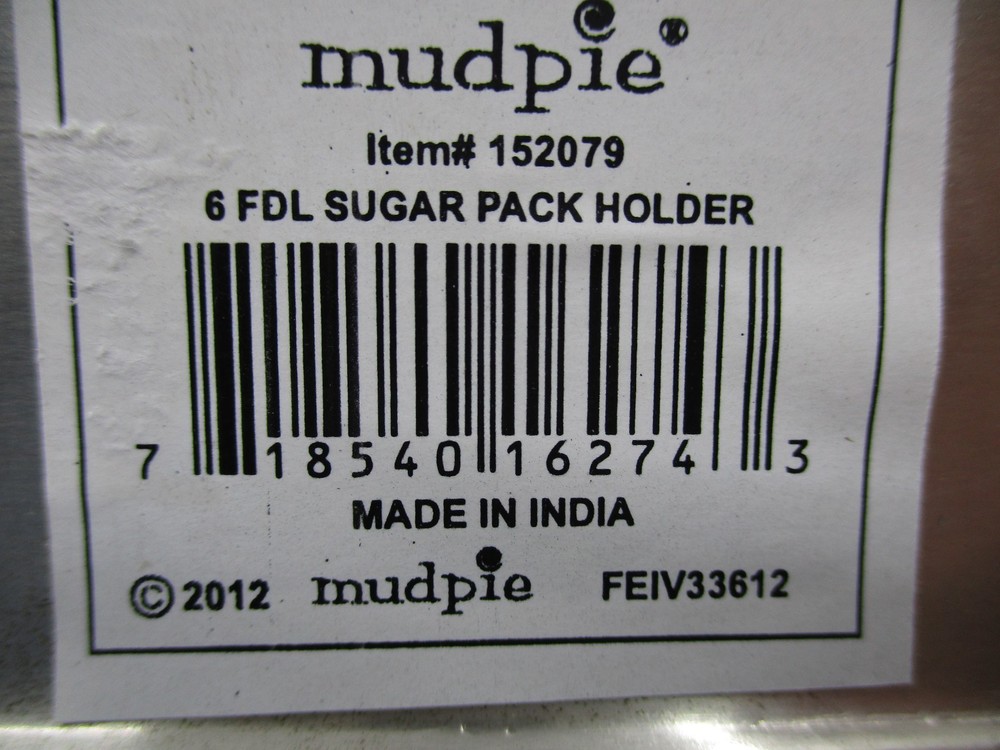 mudpie®
Item# 152079
6 FDL SUGAR PACK HOLDER
7 18540 16274 3
MADE IN INDIA
© 2012 mudpie FEIV33612